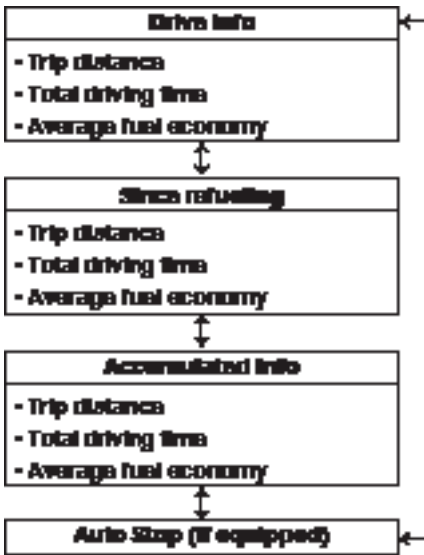 Drive Info
- Trip distance
- Total driving time
- Average fuel economy
Since refueling
- Trip distance
- Total driving time
- Average fuel economy
Accumulated Info
- Trip distance
- Total driving time
- Average fuel economy
Auto Stop (if equipped)